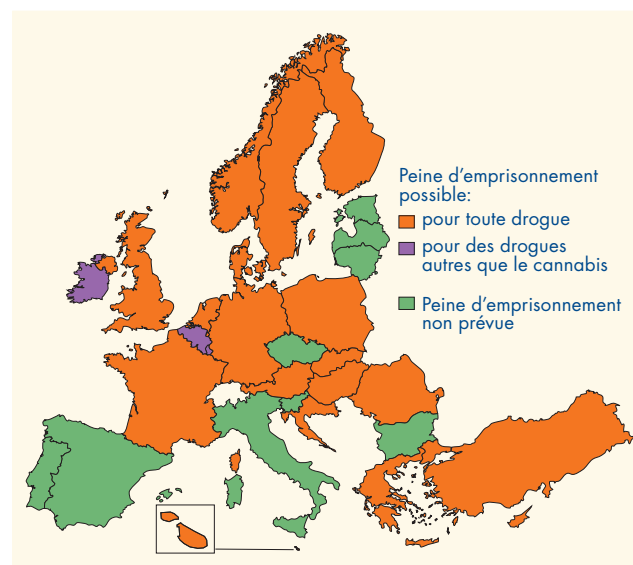 Peine d'emprisonnement
possible:
pour toute drogue
pour des drogues
autres que le cannabis
Peine d'emprisonnement
non prévue